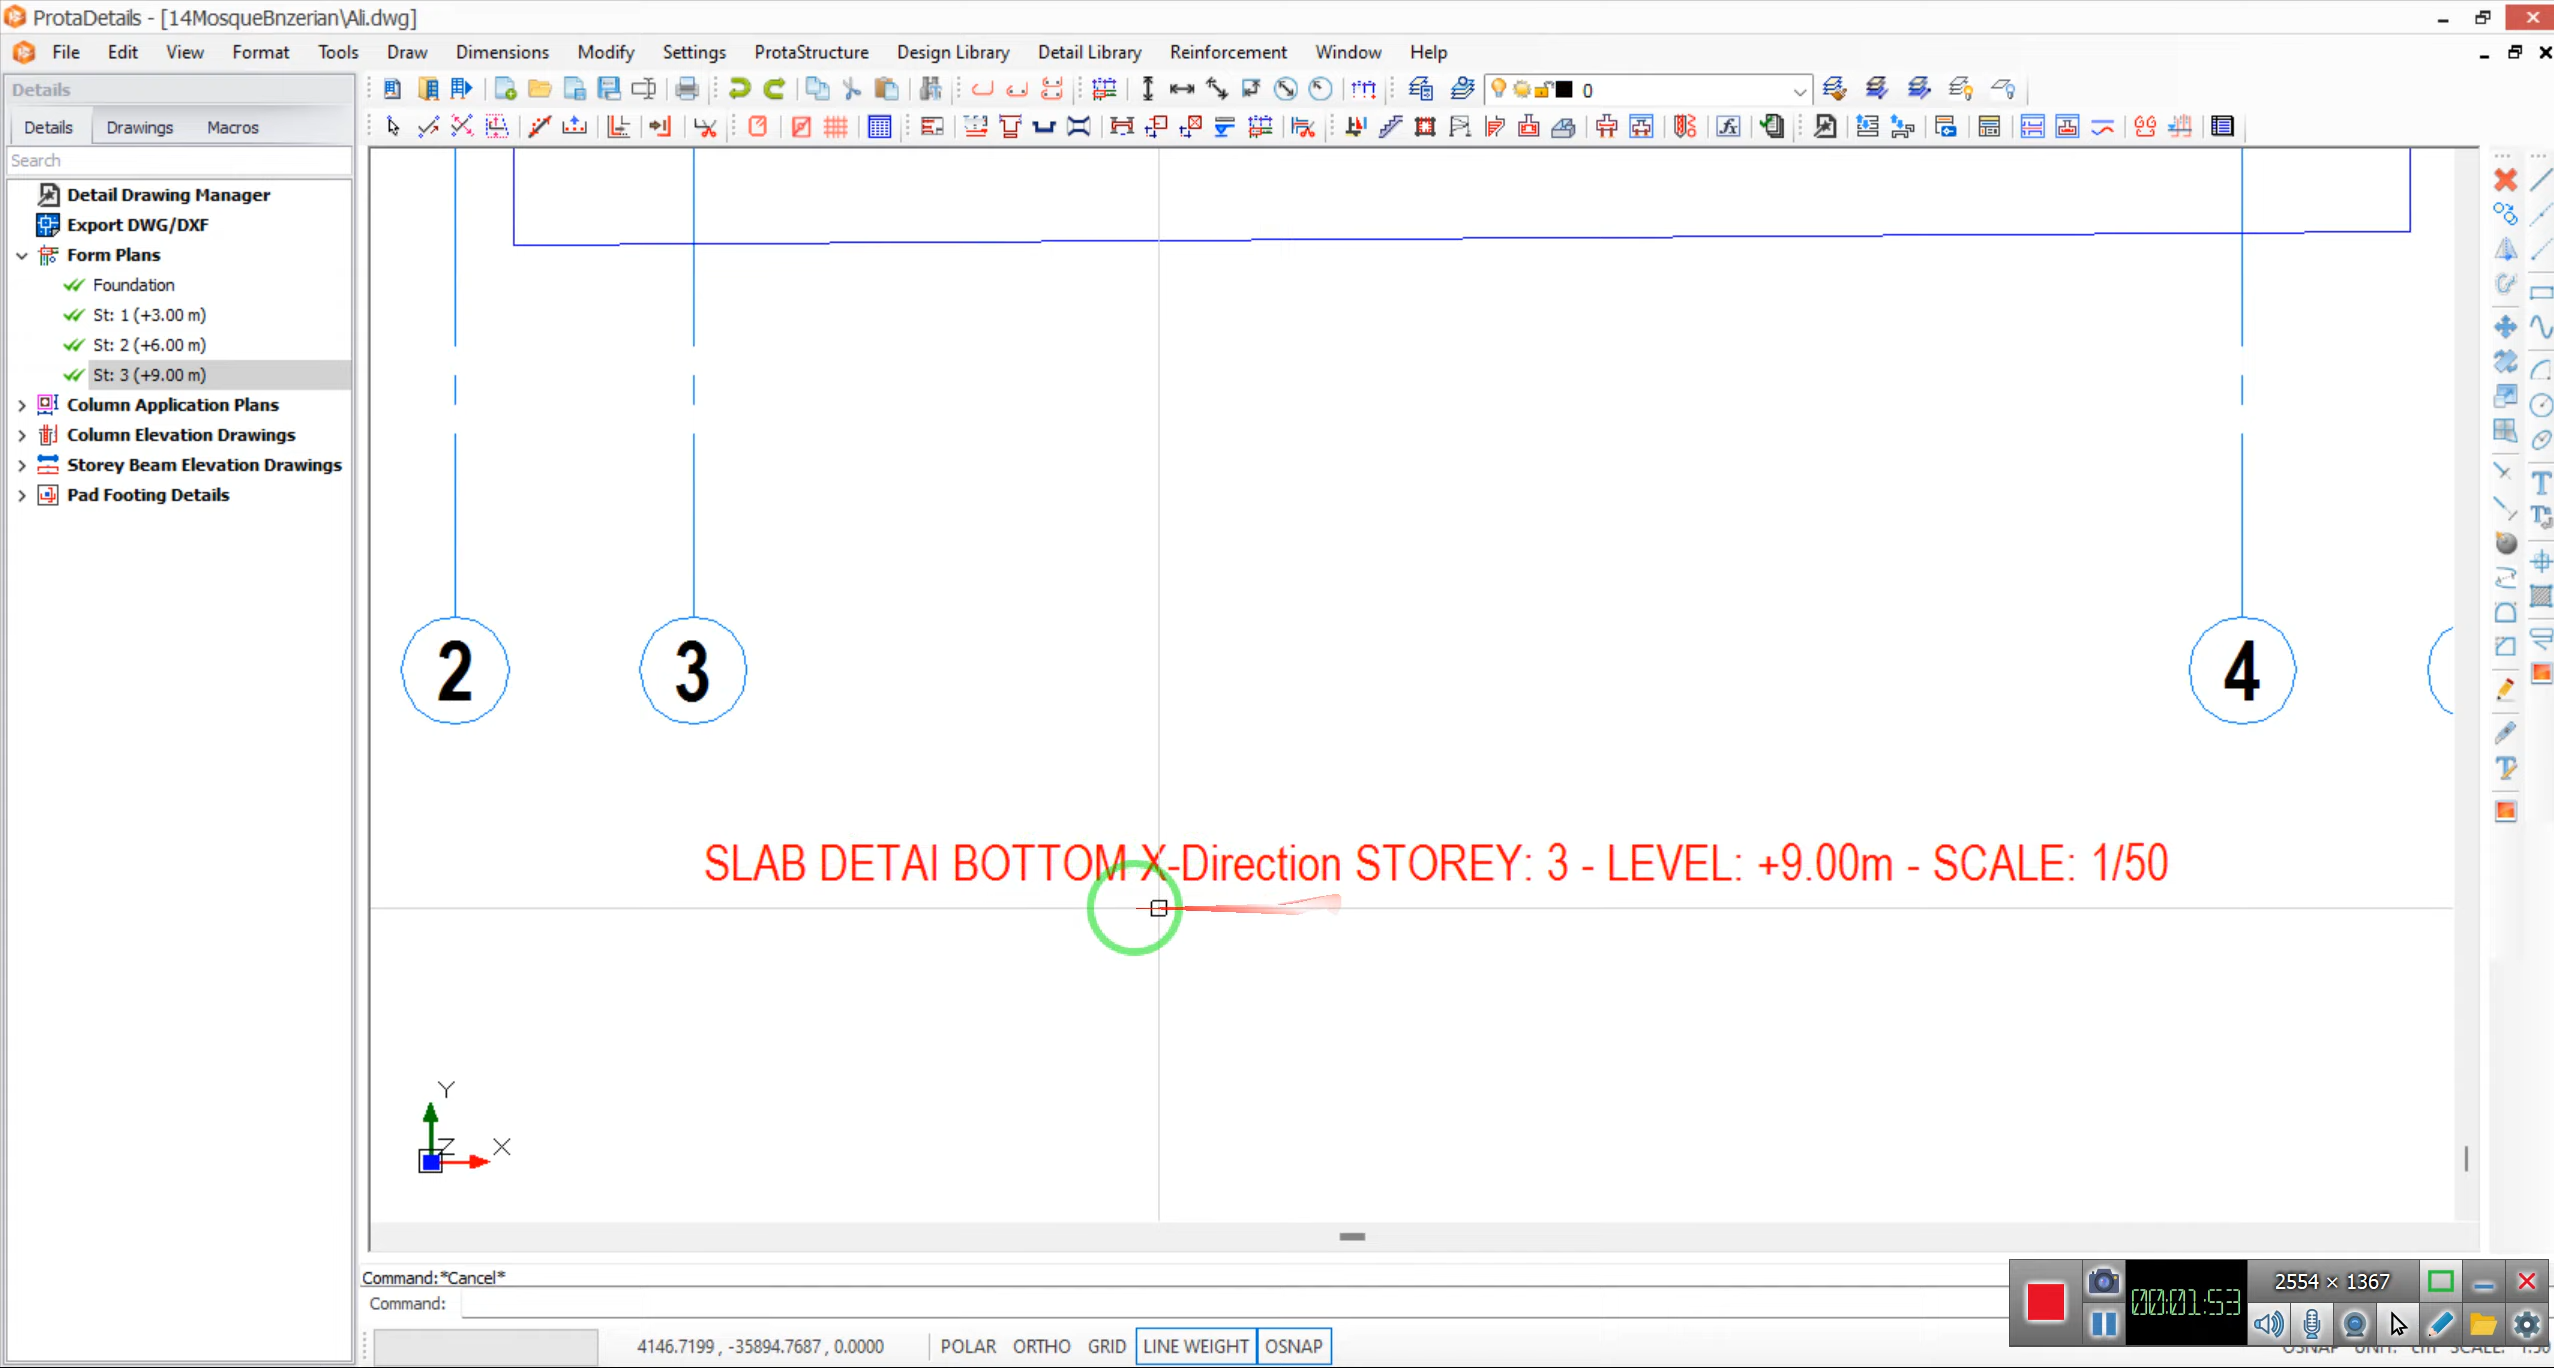 ProtaDetails - [14MosqueBnzerian\Ali.dwg]
File Edit View Format Tools Draw Dimensions Modify Settings ProtaStructure Design Library Detail Library Reinforcement Window Help
Details
0
Details Drawings Macros
Search
Detail Drawing Manager
Export DWG/DXF
Form Plans
Foundation
St: 1 (+3.00 m)
St: 2 (+6.00 m)
St: 3 (+9.00 m)
Column Application Plans
Column Elevation Drawings
Storey Beam Elevation Drawings
Pad Footing Details
2 3 4
SLAB DETAI BOTTOM X-Direction STOREY: 3 - LEVEL: +9.00m - SCALE: 1/50
Y
Z X
Command:*Cancel*
Command:
2554 × 1367
00:01:53
4146.7199 , -35894.7687 , 0.0000 POLAR ORTHO GRID LINE WEIGHT OSNAP